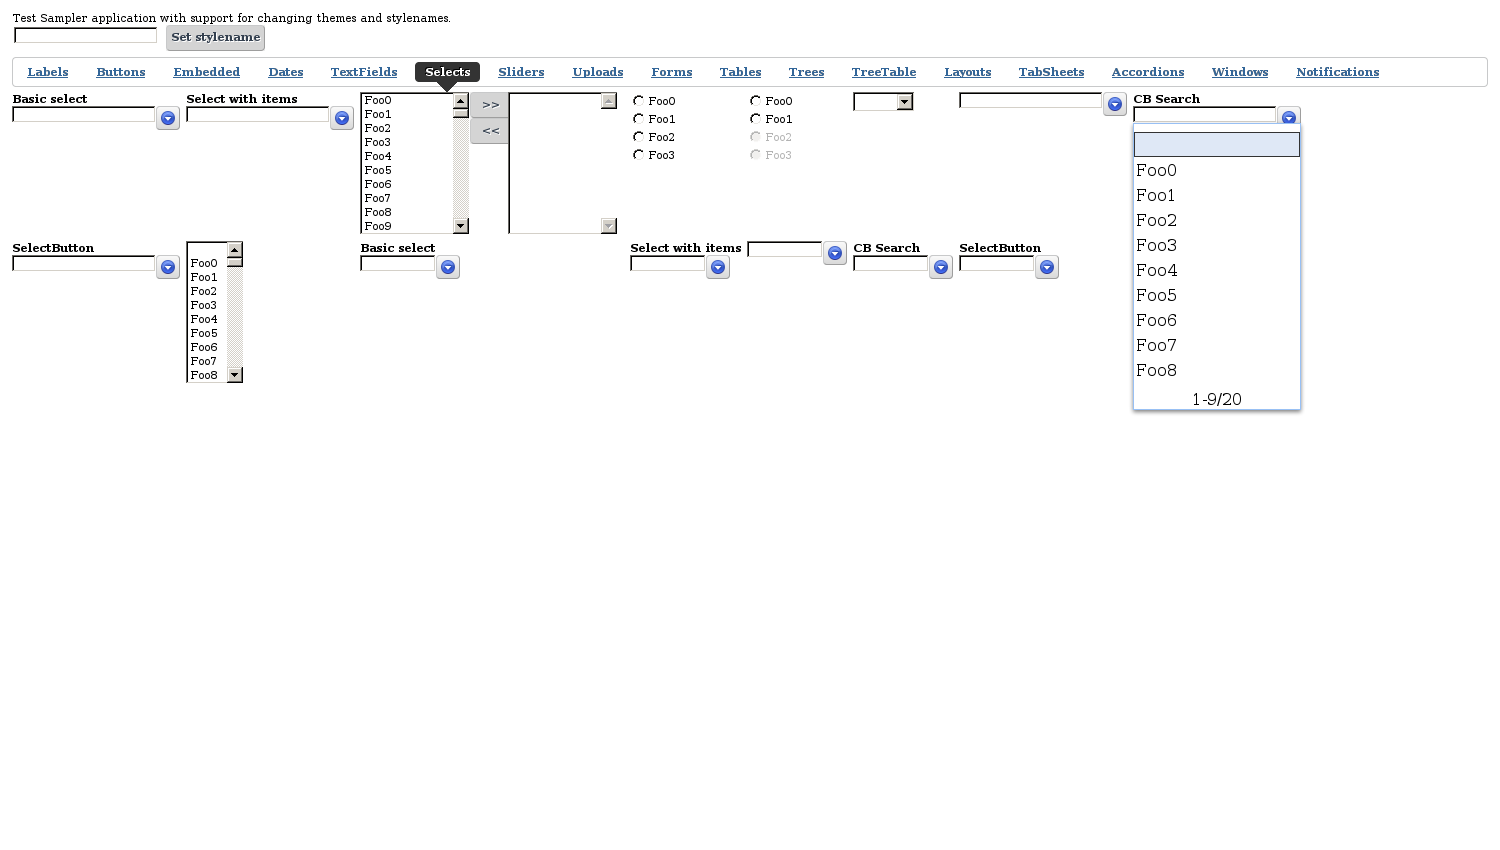 Test Sampler application with support for changing themes and stylenames.
Set stylename
Labels Buttons Embedded Dates TextFields Selects Sliders Uploads Forms Tables Trees TreeTable Layouts TabSheets Accordions Windows Notifications
Basic select
Select with items
Foo0
Foo1
Foo2
Foo3
Foo4
Foo5
Foo6
Foo7
Foo8
Foo9
>>
<<
Foo0
Foo1
Foo2
Foo3
Foo0
Foo1
Foo2
Foo3
CB Search
Foo0
Foo1
Foo2
Foo3
Foo4
Foo5
Foo6
Foo7
Foo8
1-9/20
SelectButton
Foo0
Foo1
Foo2
Foo3
Foo4
Foo5
Foo6
Foo7
Foo8
Basic select
Select with items
CB Search
SelectButton